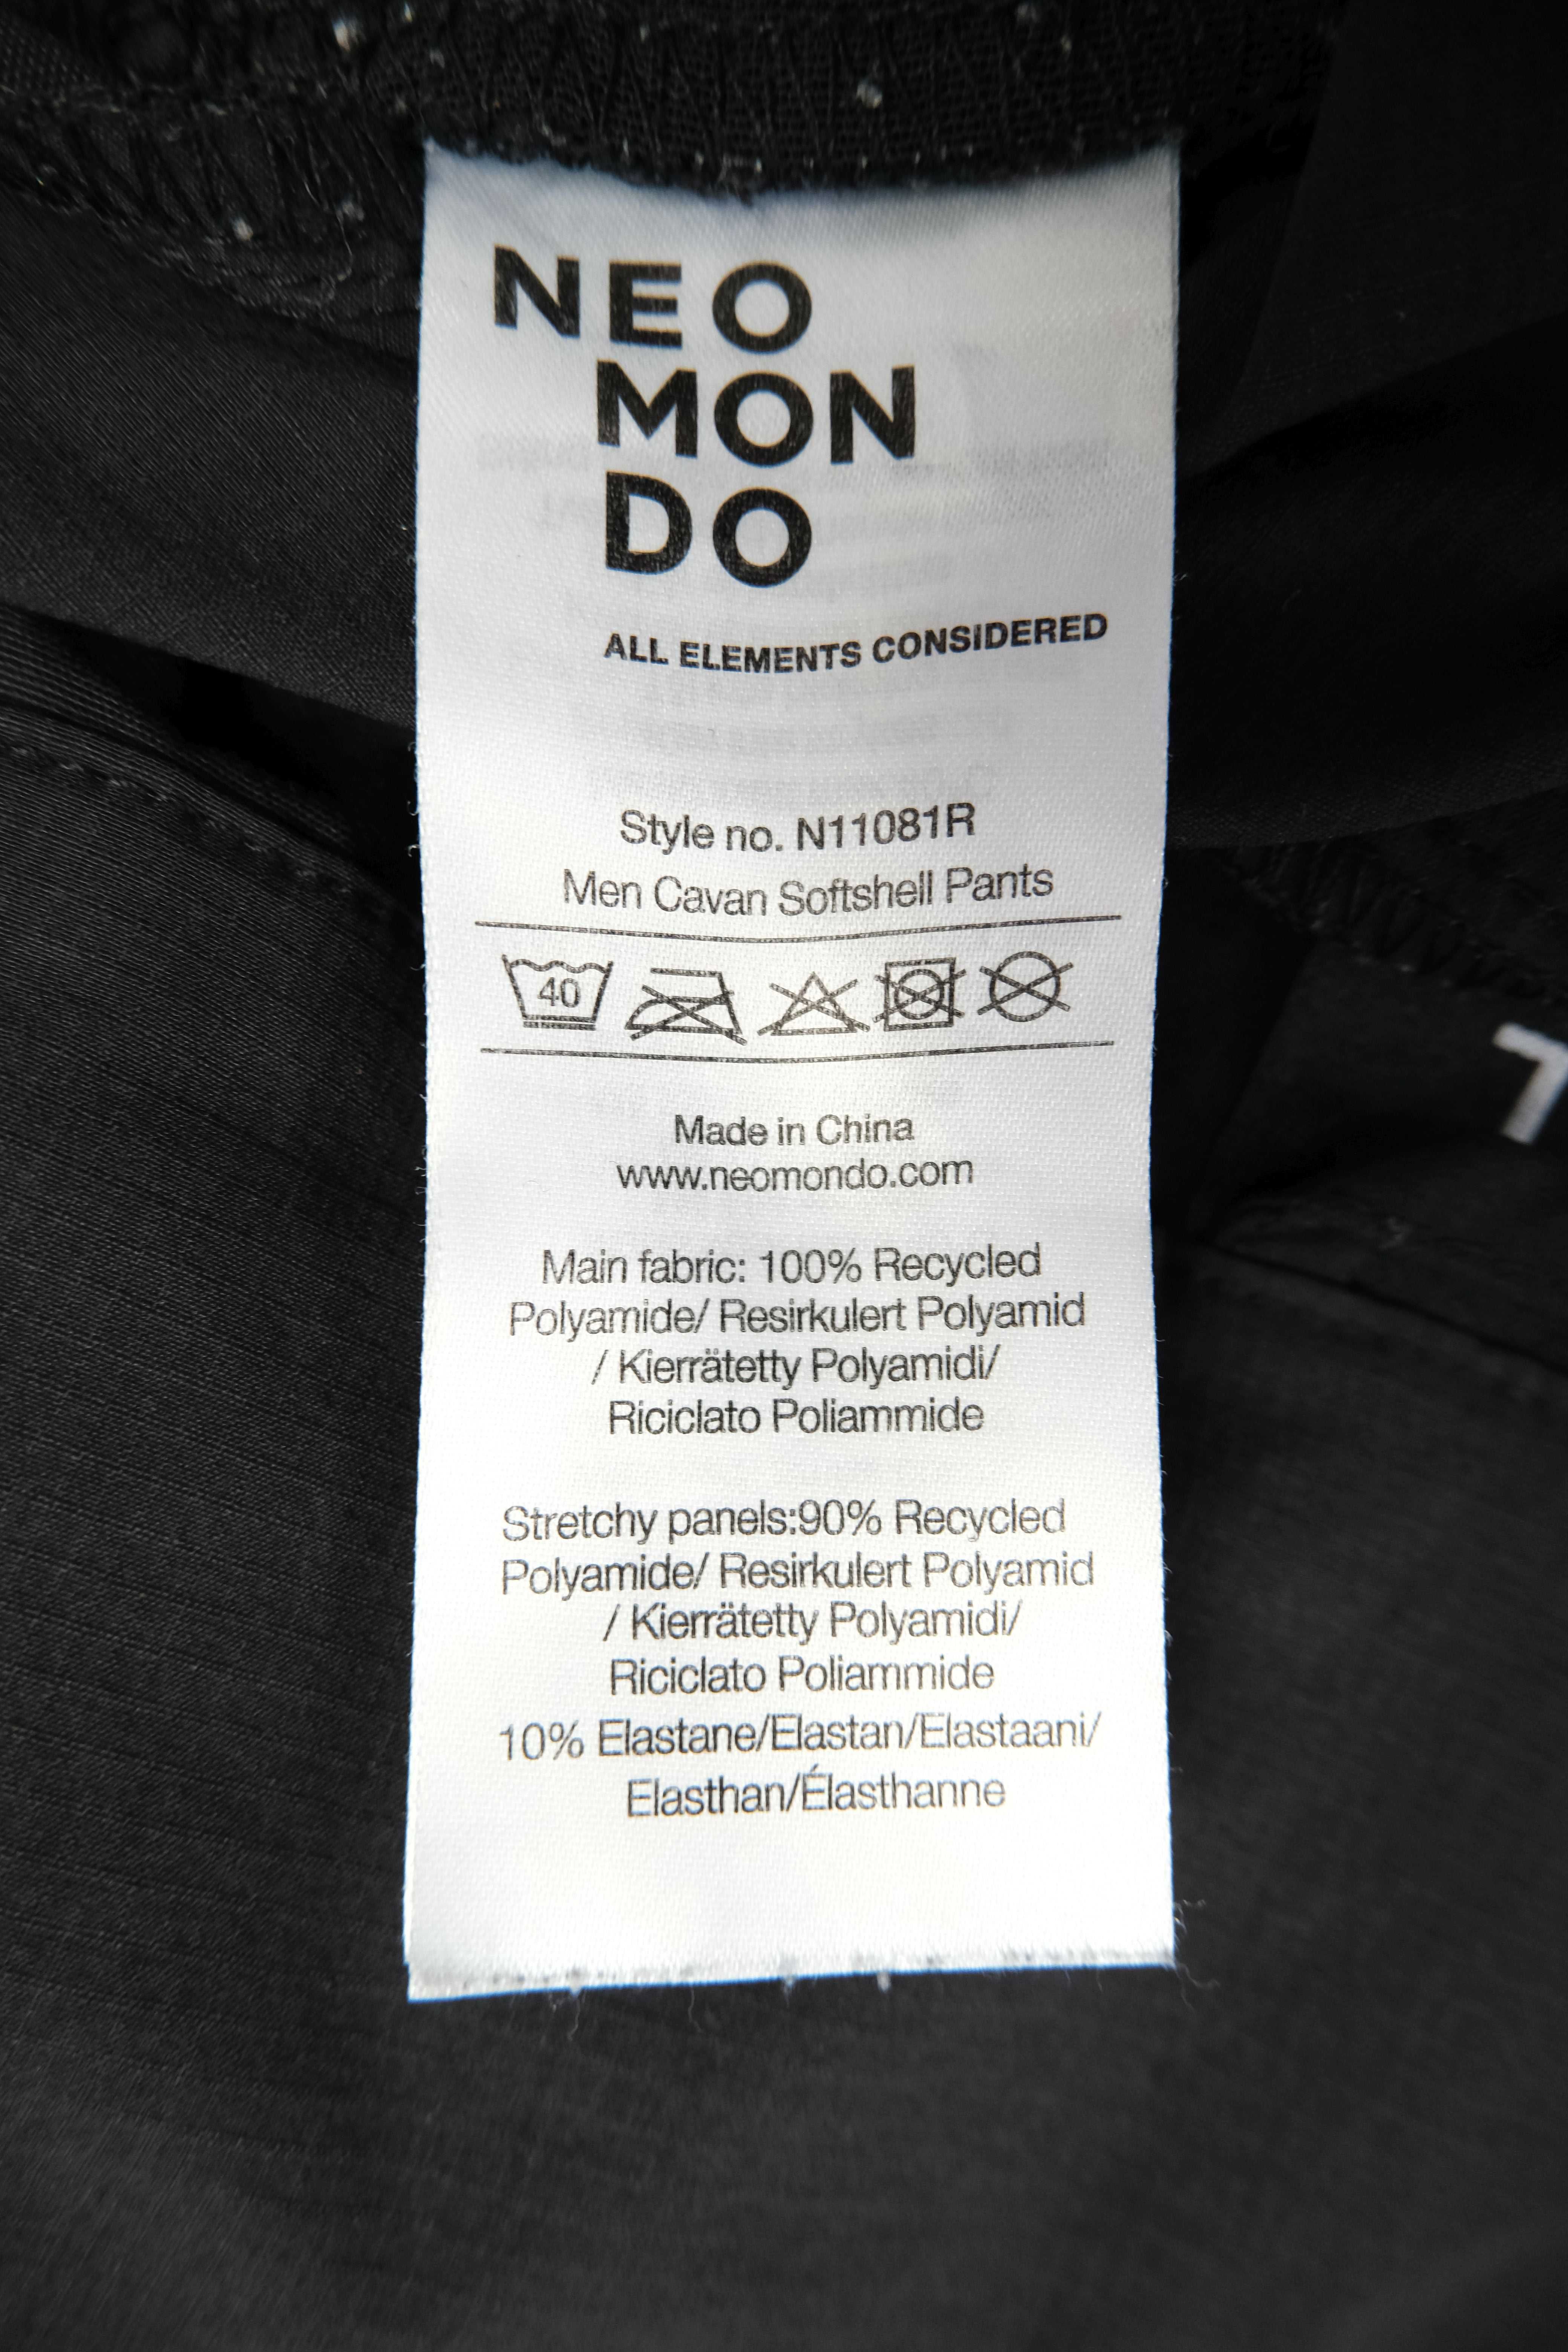 NEO
MON
DO
ALL ELEMENTS CONSIDERED
Style no. N11081R
Men Cavan Softshell Pants
40
Made in China
www.neomondo.com
Main fabric: 100% Recycled
Polyamide/ Resirkulert Polyamid
/ Kierrätetty Polyamidi/
Riciclato Poliammide
Stretchy panels:90% Recycled
Polyamide/ Resirkulert Polyamid
/ Kierrätetty Polyamidi/
Riciclato Poliammide
10% Elastane/Elastan/Elastaani/
Elasthan/Élasthanne